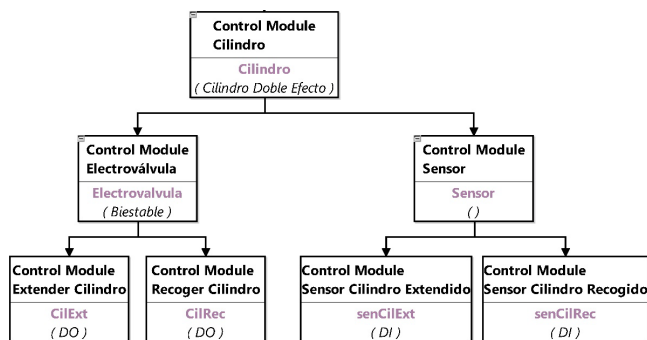 Control Module
Cilindro
Cilindro
( Cilindro Doble Efecto )
Control Module
Electroválvula
Electrovalvula
( Biestable )
Control Module
Sensor
Sensor
( )
Control Module
Extender Cilindro
CilExt
( DO )
Control Module
Recoger Cilindro
CilRec
( DO )
Control Module
Sensor Cilindro Extendido
senCilExt
( DI )
Control Module
Sensor Cilindro Recogido
senCilRec
( DI )